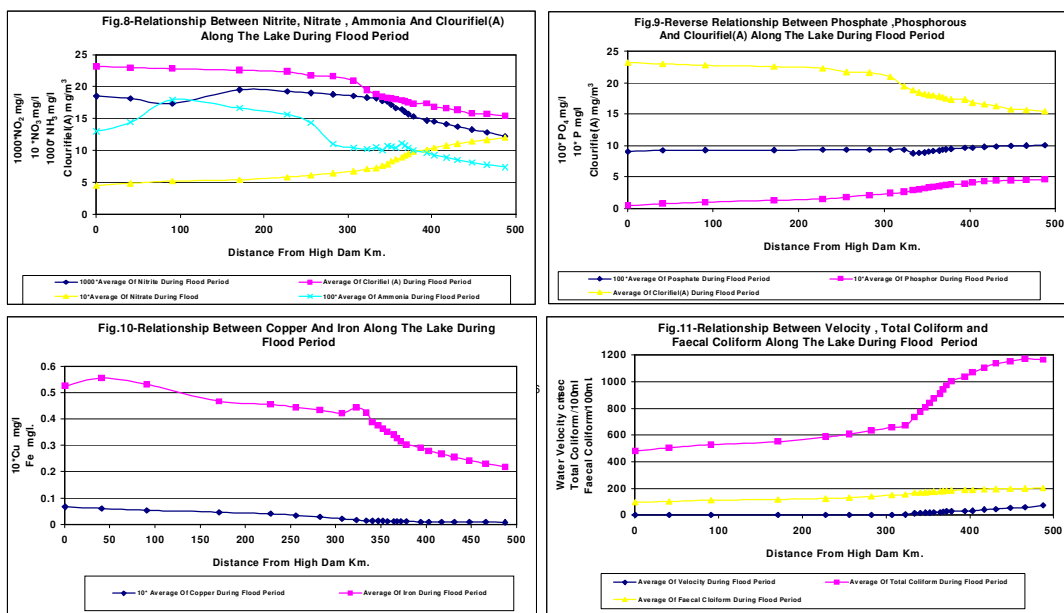 Fig.8-Relationship Between Nitrite, Nitrate , Ammonia And Clourifiel(A)
Along The Lake During Flood Period
25
20
15
10
5
0
1000*NO2 mg/l
10 *NO3 mg/l
1000* NH3 mg/l
Clourifiel(A) mg/m3
0 100 200 300 400 500
Distance From High Dam Km.
1000*Average Of Nitrite During Flood Period
Average Of Clorifiel (A) During Flood Period
10*Average Of Nitrate During Flood
100*Average Of Ammonia During Flood Period
Fig.9-Reverse Relationship Between Phosphate ,Phosphorous
And Clourifiel(A) Along The Lake During Flood Period
25
20
15
10
5
0
100* PO4 mg/l
10* P mg/l
Clourifiel(A) mg/m3
0 100 200 300 400 500
Distance From High Dam Km.
100*Average Of Posphate During Flood Period
10*Average Of Phosphor During Flood Period
Average Of Clorifiel(A) During Flood Period
Fig.10-Relationship Between Copper And Iron Along The Lake During
Flood Period
0.6
0.5
0.4
0.3
0.2
0.1
0
10*Cu mg/l
Fe mg/l.
0 50 100 150 200 250 300 350 400 450 500
Distance From High Dam Km.
10* Average Of Copper During Flood Period
Average Of Iron During Flood Period
6
Fig.11-Relationship Between Velocity , Total Coliform and
Faecal Coliform Along The Lake During Flood Period
1200
1000
800
600
400
200
0
Water Velocity
Total Coliform /100ml
Faecal Coliform/100ml
0 50 100 150 200 250 300 350 400 450 500
Distance From High Dam Km.
Average Of Velocity During Flood Period
Average Of Total Coliform During Flood Period
Average Of Faecal Cloiform During Flood Period